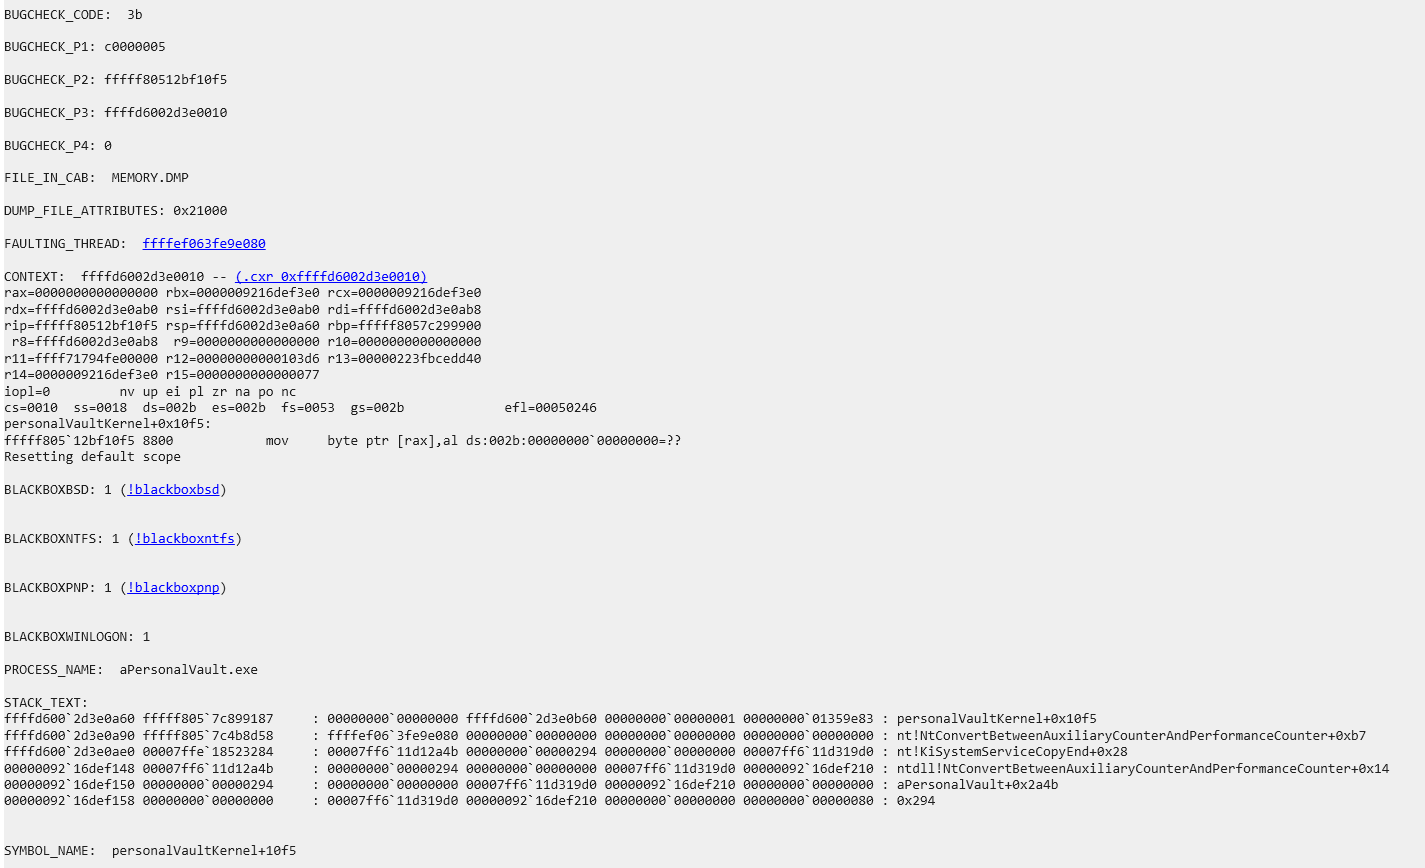 BUGCHECK_CODE:  3b
BUGCHECK_P1: c0000005
BUGCHECK_P2: fffff80512bf10f5
BUGCHECK_P3: ffffd6002d3e0010
BUGCHECK_P4: 0
FILE_IN_CAB:  MEMORY.DMP
DUMP_FILE_ATTRIBUTES: 0x21000
FAULTING_THREAD:  ffffef063fe9e080
CONTEXT:  ffffd6002d3e0010 -- (.cxr 0xffffd6002d3e0010)
rax=0000000000000000 rbx=0000009216def3e0 rcx=0000009216def3e0
rdx=ffffd6002d3e0ab0 rsi=ffffd6002d3e0ab0 rdi=ffffd6002d3e0ab8
rip=fffff80512bf10f5 rsp=ffffd6002d3e0a60 rbp=fffff8057c299900
 r8=ffffd6002d3e0ab8  r9=0000000000000000 r10=0000000000000000
r11=ffff71794fe00000 r12=00000000000103d6 r13=00000223fbcedd40
r14=0000009216def3e0 r15=0000000000000077
iopl=0         nv up ei pl zr na po nc
cs=0010  ss=0018  ds=002b  es=002b  fs=0053  gs=002b             efl=00050246
personalVaultKernel+0x10f5:
fffff805`12bf10f5 8800            mov     byte ptr [rax],al ds:002b:00000000`00000000=??
Resetting default scope
BLACKBOXBSD: 1 (!blackboxbsd)
BLACKBOXNTFS: 1 (!blackboxntfs)
BLACKBOXPNP: 1 (!blackboxpnp)
BLACKBOXWINLOGON: 1
PROCESS_NAME:  aPersonalVault.exe
STACK_TEXT:
ffffd600`2d3e0a60 fffff805`7c899187     : 00000000`00000000 ffffd600`2d3e0b60 00000000`00000001 00000000`01359e83 : personalVaultKernel+0x10f5
ffffd600`2d3e0a90 fffff805`7c4b8d58     : ffffef06`3fe9e080 00000000`00000000 00000000`00000000 00000000`00000000 : nt!NtConvertBetweenAuxiliaryCounterAndPerformanceCounter+0xb7
ffffd600`2d3e0ae0 00007ffe`18523284     : 00007ff6`11d12a4b 00000000`00000294 00000000`00000000 00007ff6`11d319d0 : nt!KiSystemServiceCopyEnd+0x28
00000092`16def148 00007ff6`11d12a4b     : 00000000`00000294 00000000`00000000 00007ff6`11d319d0 00000092`16def210 : ntdll!NtConvertBetweenAuxiliaryCounterAndPerformanceCounter+0x14
00000092`16def150 00000000`00000294     : 00000000`00000000 00007ff6`11d319d0 00000092`16def210 00000000`00000000 : aPersonalVault+0x2a4b
00000092`16def158 00000000`00000000     : 00007ff6`11d319d0 00000092`16def210 00000000`00000000 00000000`00000080 : 0x294
SYMBOL_NAME:  personalVaultKernel+10f5